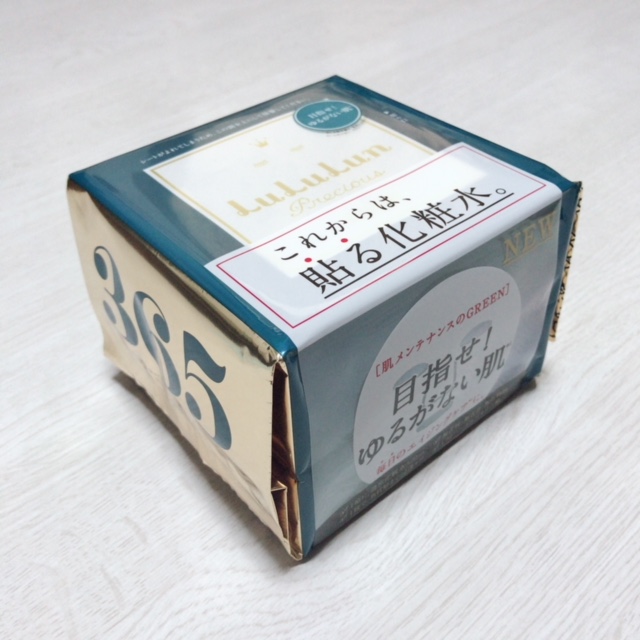 LuLuLun
Precious
これからは、
貼る化粧水。
365
NEW
[肌メンテナンスのGREEN]
目指せ!
ゆるがない肌